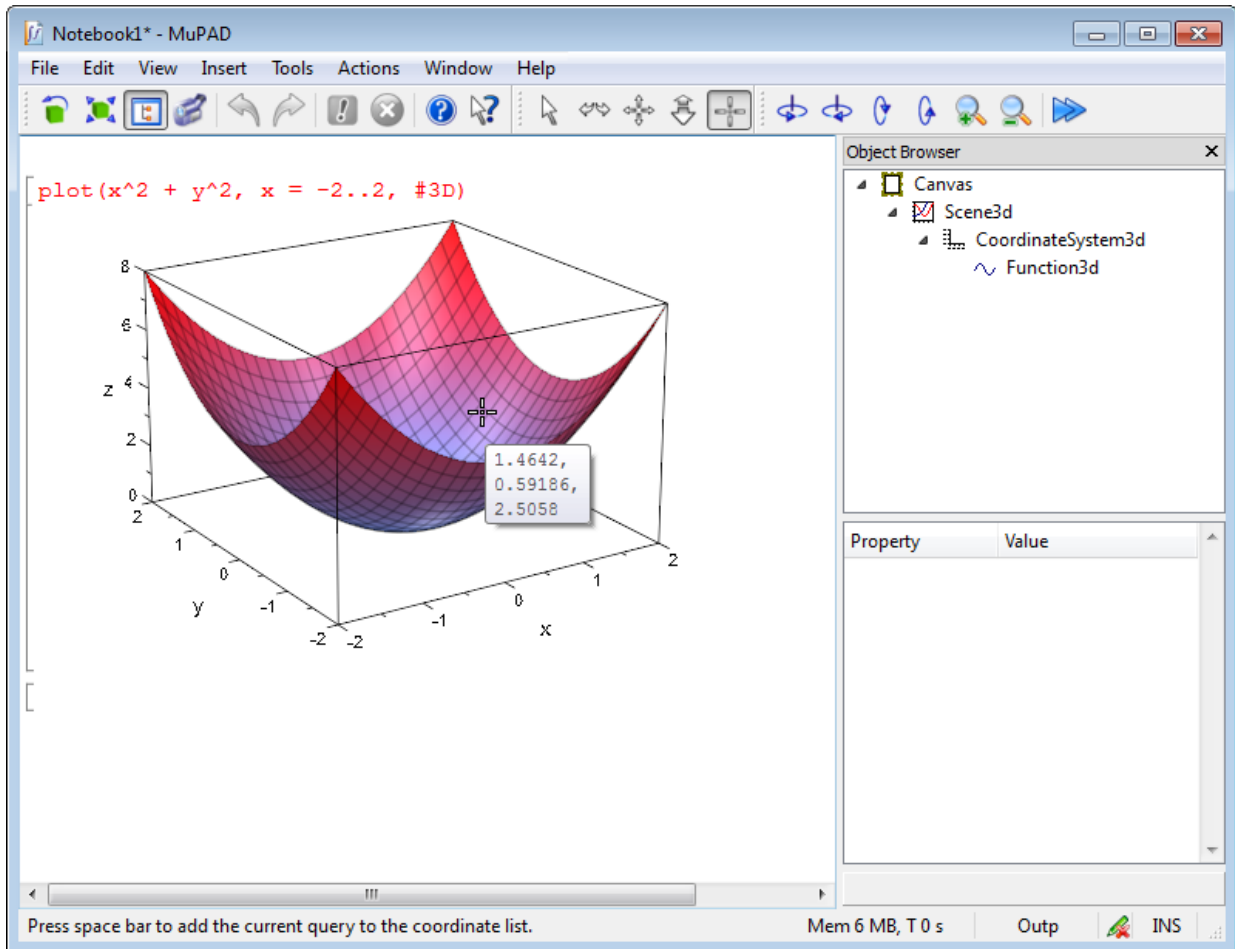 Notebook1* - MuPAD
File Edit View Insert Tools Actions Window Help
plot(x^2 + y^2, x = -2..2, #3D)
8
6
z 4
2
0
2
1
0
y
-1
-2
-2
-1
0
x
1
2
1.4642,
0.59186,
2.5058
Object Browser
Canvas
Scene3d
CoordinateSystem3d
Function3d
Property Value
Press space bar to add the current query to the coordinate list. Mem 6 MB, T 0 s Outp INS